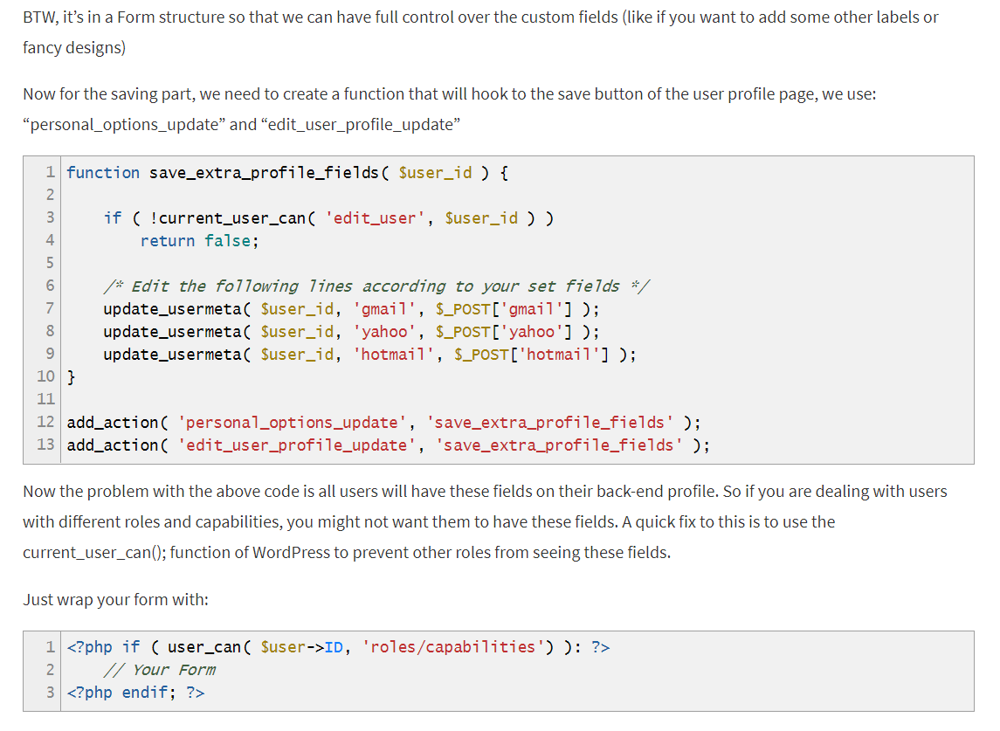 BTW, it’s in a Form structure so that we can have full control over the custom fields (like if you want to add some other labels or
fancy designs)
Now for the saving part, we need to create a function that will hook to the save button of the user profile page, we use:
“personal_options_update” and “edit_user_profile_update”
1 function save_extra_profile_fields( $user_id ) {
2
3     if ( !current_user_can( 'edit_user', $user_id ) )
4         return false;
5
6     /* Edit the following lines according to your set fields */
7     update_usermeta( $user_id, 'gmail', $_POST['gmail'] );
8     update_usermeta( $user_id, 'yahoo', $_POST['yahoo'] );
9     update_usermeta( $user_id, 'hotmail', $_POST['hotmail'] );
10 }
11
12 add_action( 'personal_options_update', 'save_extra_profile_fields' );
13 add_action( 'edit_user_profile_update', 'save_extra_profile_fields' );
Now the problem with the above code is all users will have these fields on their back-end profile. So if you are dealing with users
with different roles and capabilities, you might not want them to have these fields. A quick fix to this is to use the
current_user_can(); function of WordPress to prevent other roles from seeing these fields.
Just wrap your form with:
1 <?php if ( user_can( $user->ID, 'roles/capabilities') ): ?>
2     // Your Form
3 <?php endif; ?>